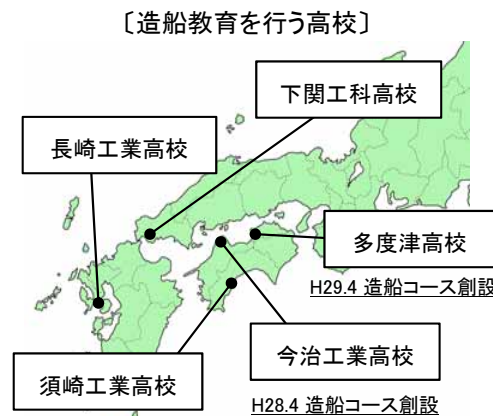 〔造船教育を行う高校〕
下関工科高校
長崎工業高校
多度津高校
H29.4 造船コース創設
今治工業高校
須崎工業高校
H28.4 造船コース創設